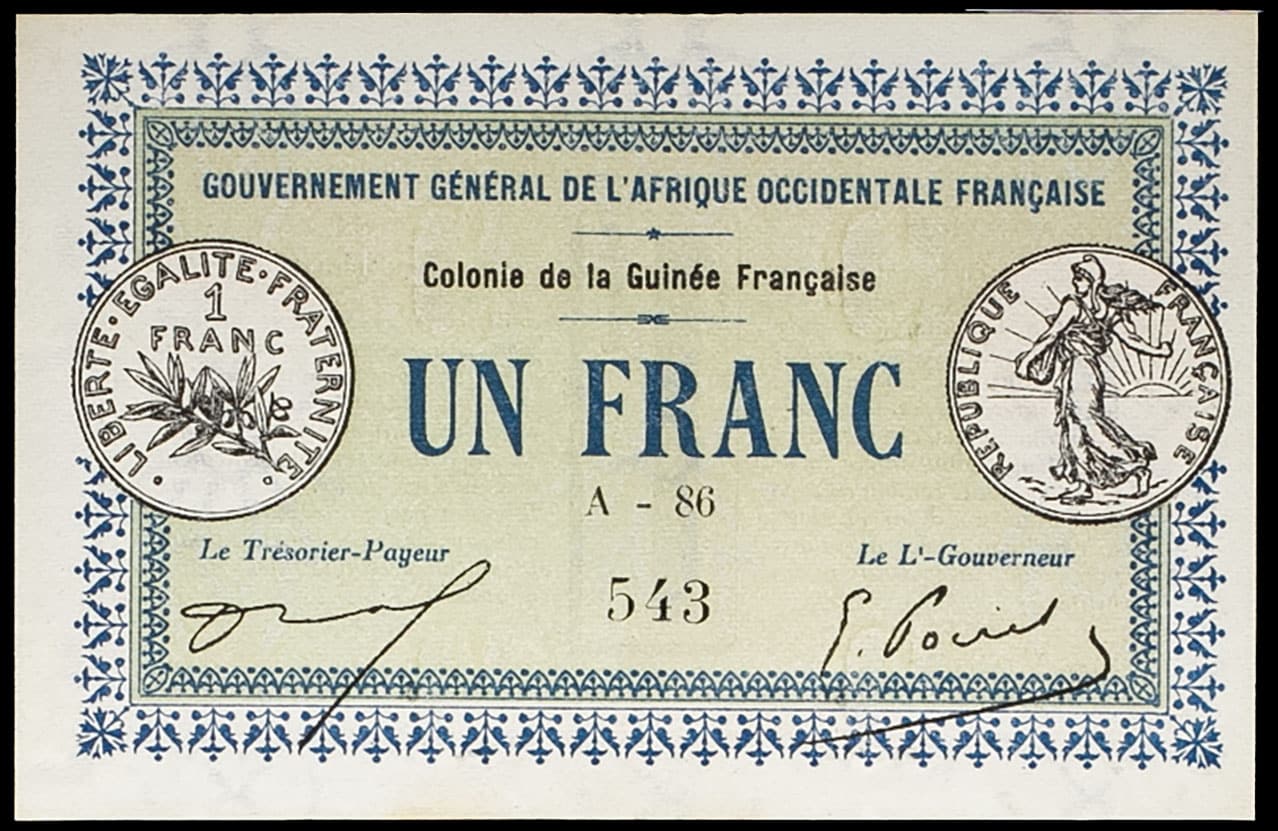 GOUVERNEMENT GÉNÉRAL DE L'AFRIQUE OCCIDENTALE FRANÇAISE
Colonie de la Guinée Française
LIBERTE · EGALITE · FRATERNITE
1
FRANC
REPUBLIQUE FRANÇAISE
UN FRANC
A - 86
Le Trésorier-Payeur
Le Lt-Gouverneur
543
G. Poiret